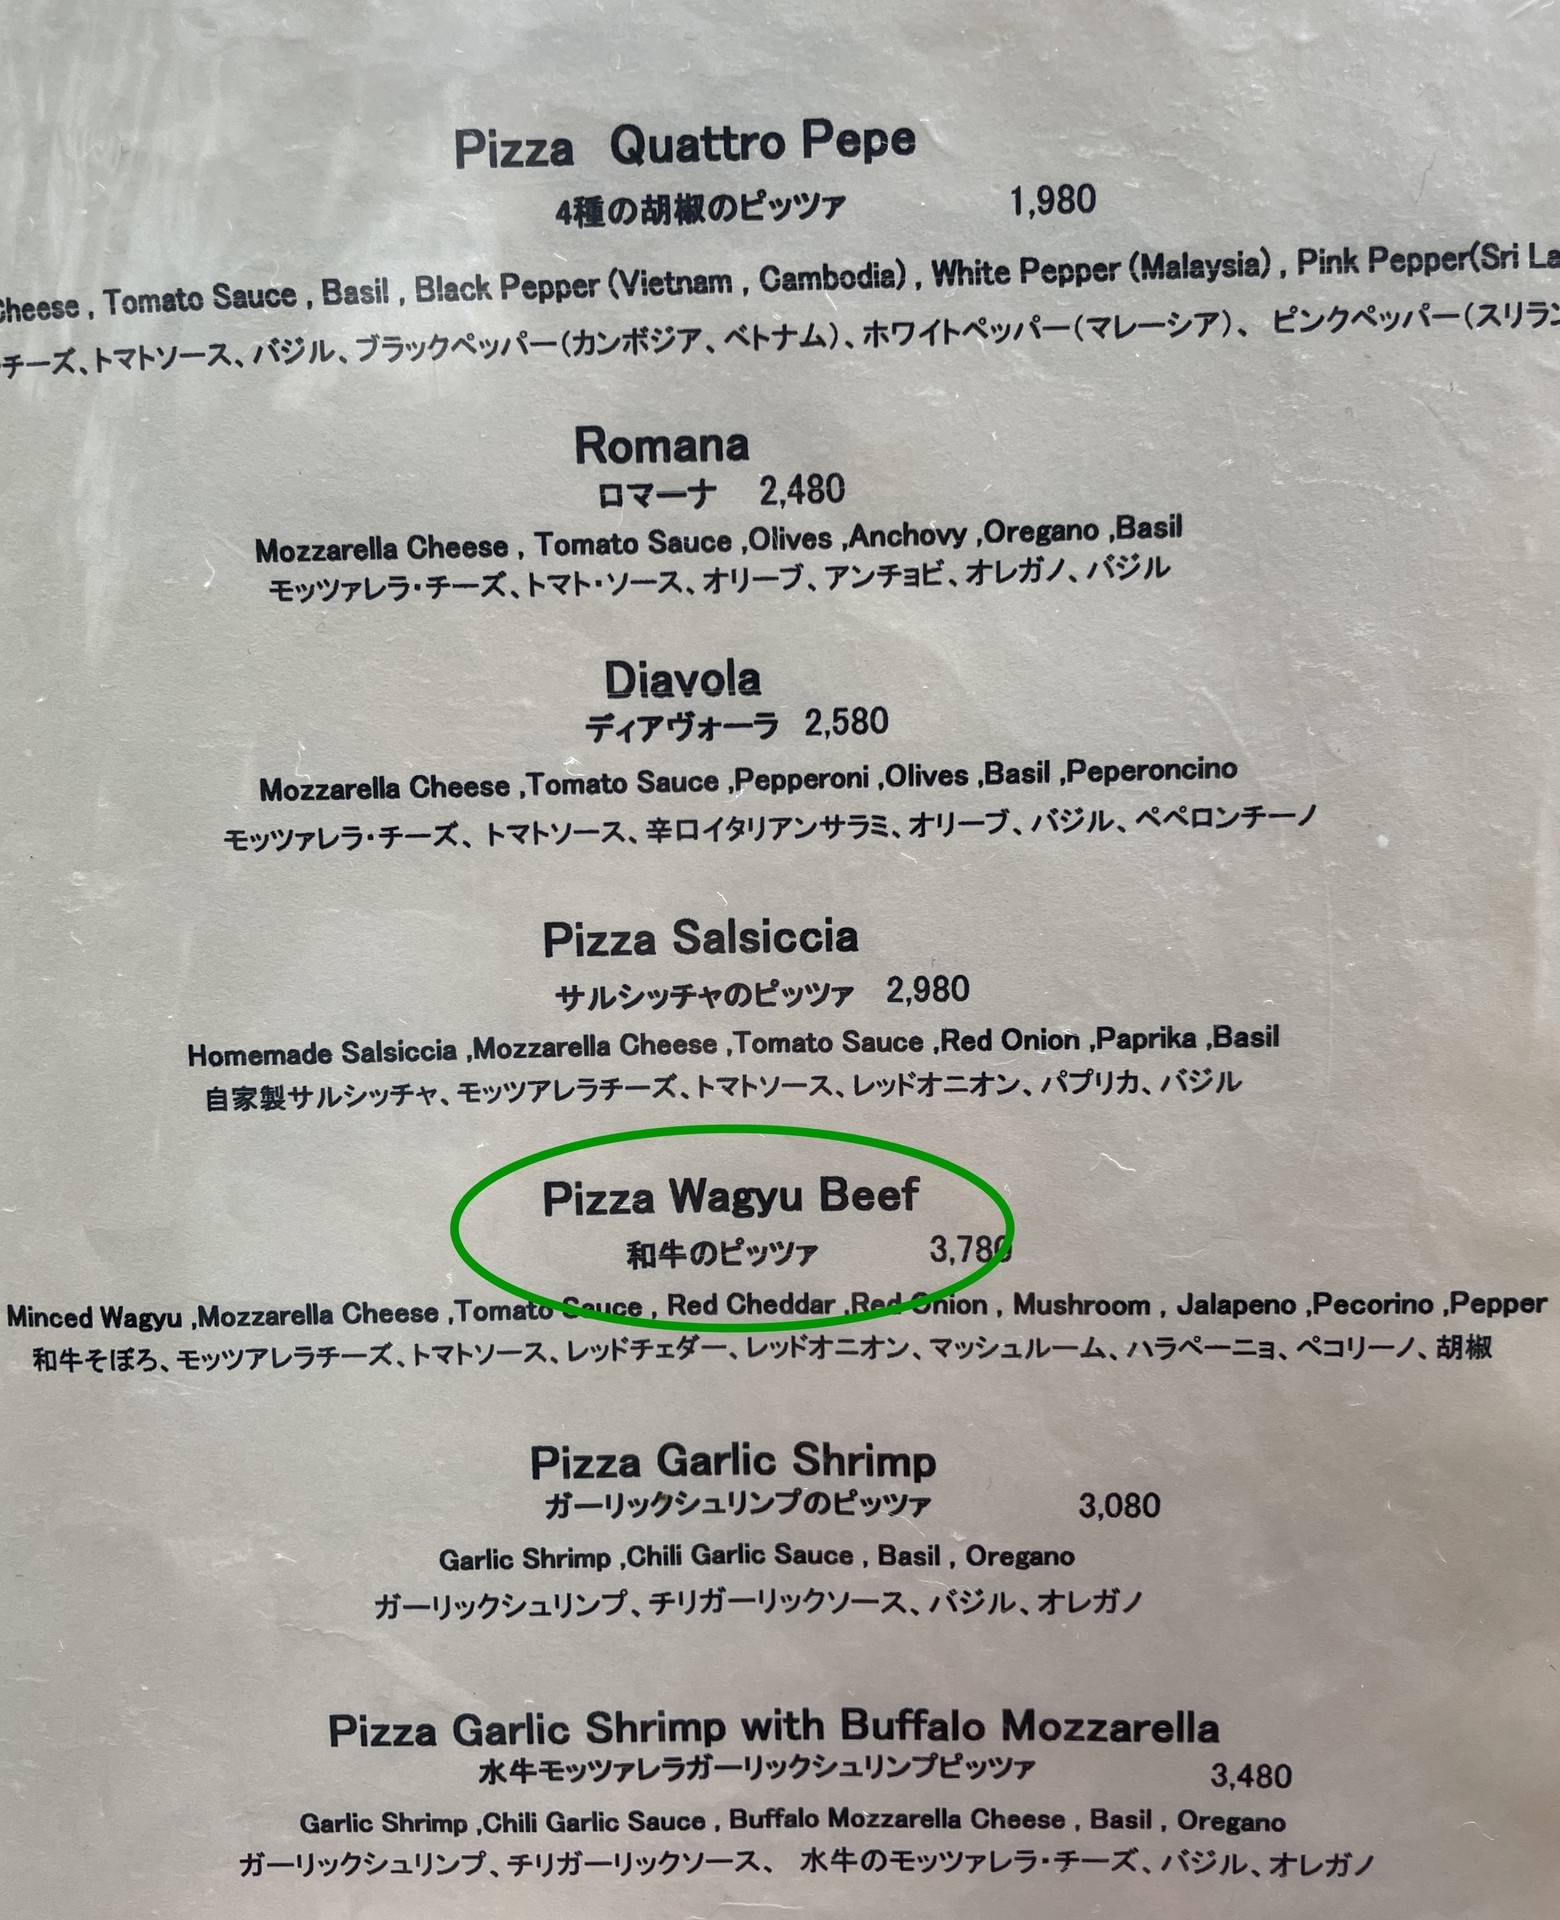 Pizza Quattro Pepe
4種の胡椒のピッツァ 1,980
Cheese , Tomato Sauce , Basil , Black Pepper (Vietnam , Cambodia) , White Pepper (Malaysia) , Pink Pepper(Sri La
チーズ、トマトソース、バジル、ブラックペッパー(カンボジア、ベトナム)、ホワイトペッパー(マレーシア)、 ピンクペッパー(スリラン
Romana
ロマーナ 2,480
Mozzarella Cheese , Tomato Sauce ,Olives ,Anchovy ,Oregano ,Basil
モッツァレラ・チーズ、トマト・ソース、オリーブ、アンチョビ、オレガノ、バジル
Diavola
ディアヴォーラ 2,580
Mozzarella Cheese ,Tomato Sauce ,Pepperoni ,Olives ,Basil ,Peperoncino
モッツァレラ・チーズ、トマトソース、辛口イタリアンサラミ、オリーブ、バジル、ペペロンチーノ
Pizza Salsiccia
サルシッチャのピッツァ 2,980
Homemade Salsiccia ,Mozzarella Cheese ,Tomato Sauce ,Red Onion ,Paprika ,Basil
自家製サルシッチャ、モッツアレラチーズ、トマトソース、レッドオニオン、パプリカ、バジル
Pizza Wagyu Beef
和牛のピッツァ 3,780
Minced Wagyu ,Mozzarella Cheese ,Tomato Sauce , Red Cheddar ,Red Onion , Mushroom , Jalapeno ,Pecorino ,Pepper
和牛そぼろ、モッツアレラチーズ、トマトソース、レッドチェダー、レッドオニオン、マッシュルーム、ハラペーニョ、ペコリーノ、胡椒
Pizza Garlic Shrimp
ガーリックシュリンプのピッツァ 3,080
Garlic Shrimp ,Chili Garlic Sauce , Basil , Oregano
ガーリックシュリンプ、チリガーリックソース、バジル、オレガノ
Pizza Garlic Shrimp with Buffalo Mozzarella
水牛モッツァレラガーリックシュリンプピッツァ 3,480
Garlic Shrimp ,Chili Garlic Sauce , Buffalo Mozzarella Cheese , Basil , Oregano
ガーリックシュリンプ、チリガーリックソース、 水牛のモッツァレラ・チーズ、バジル、オレガノ